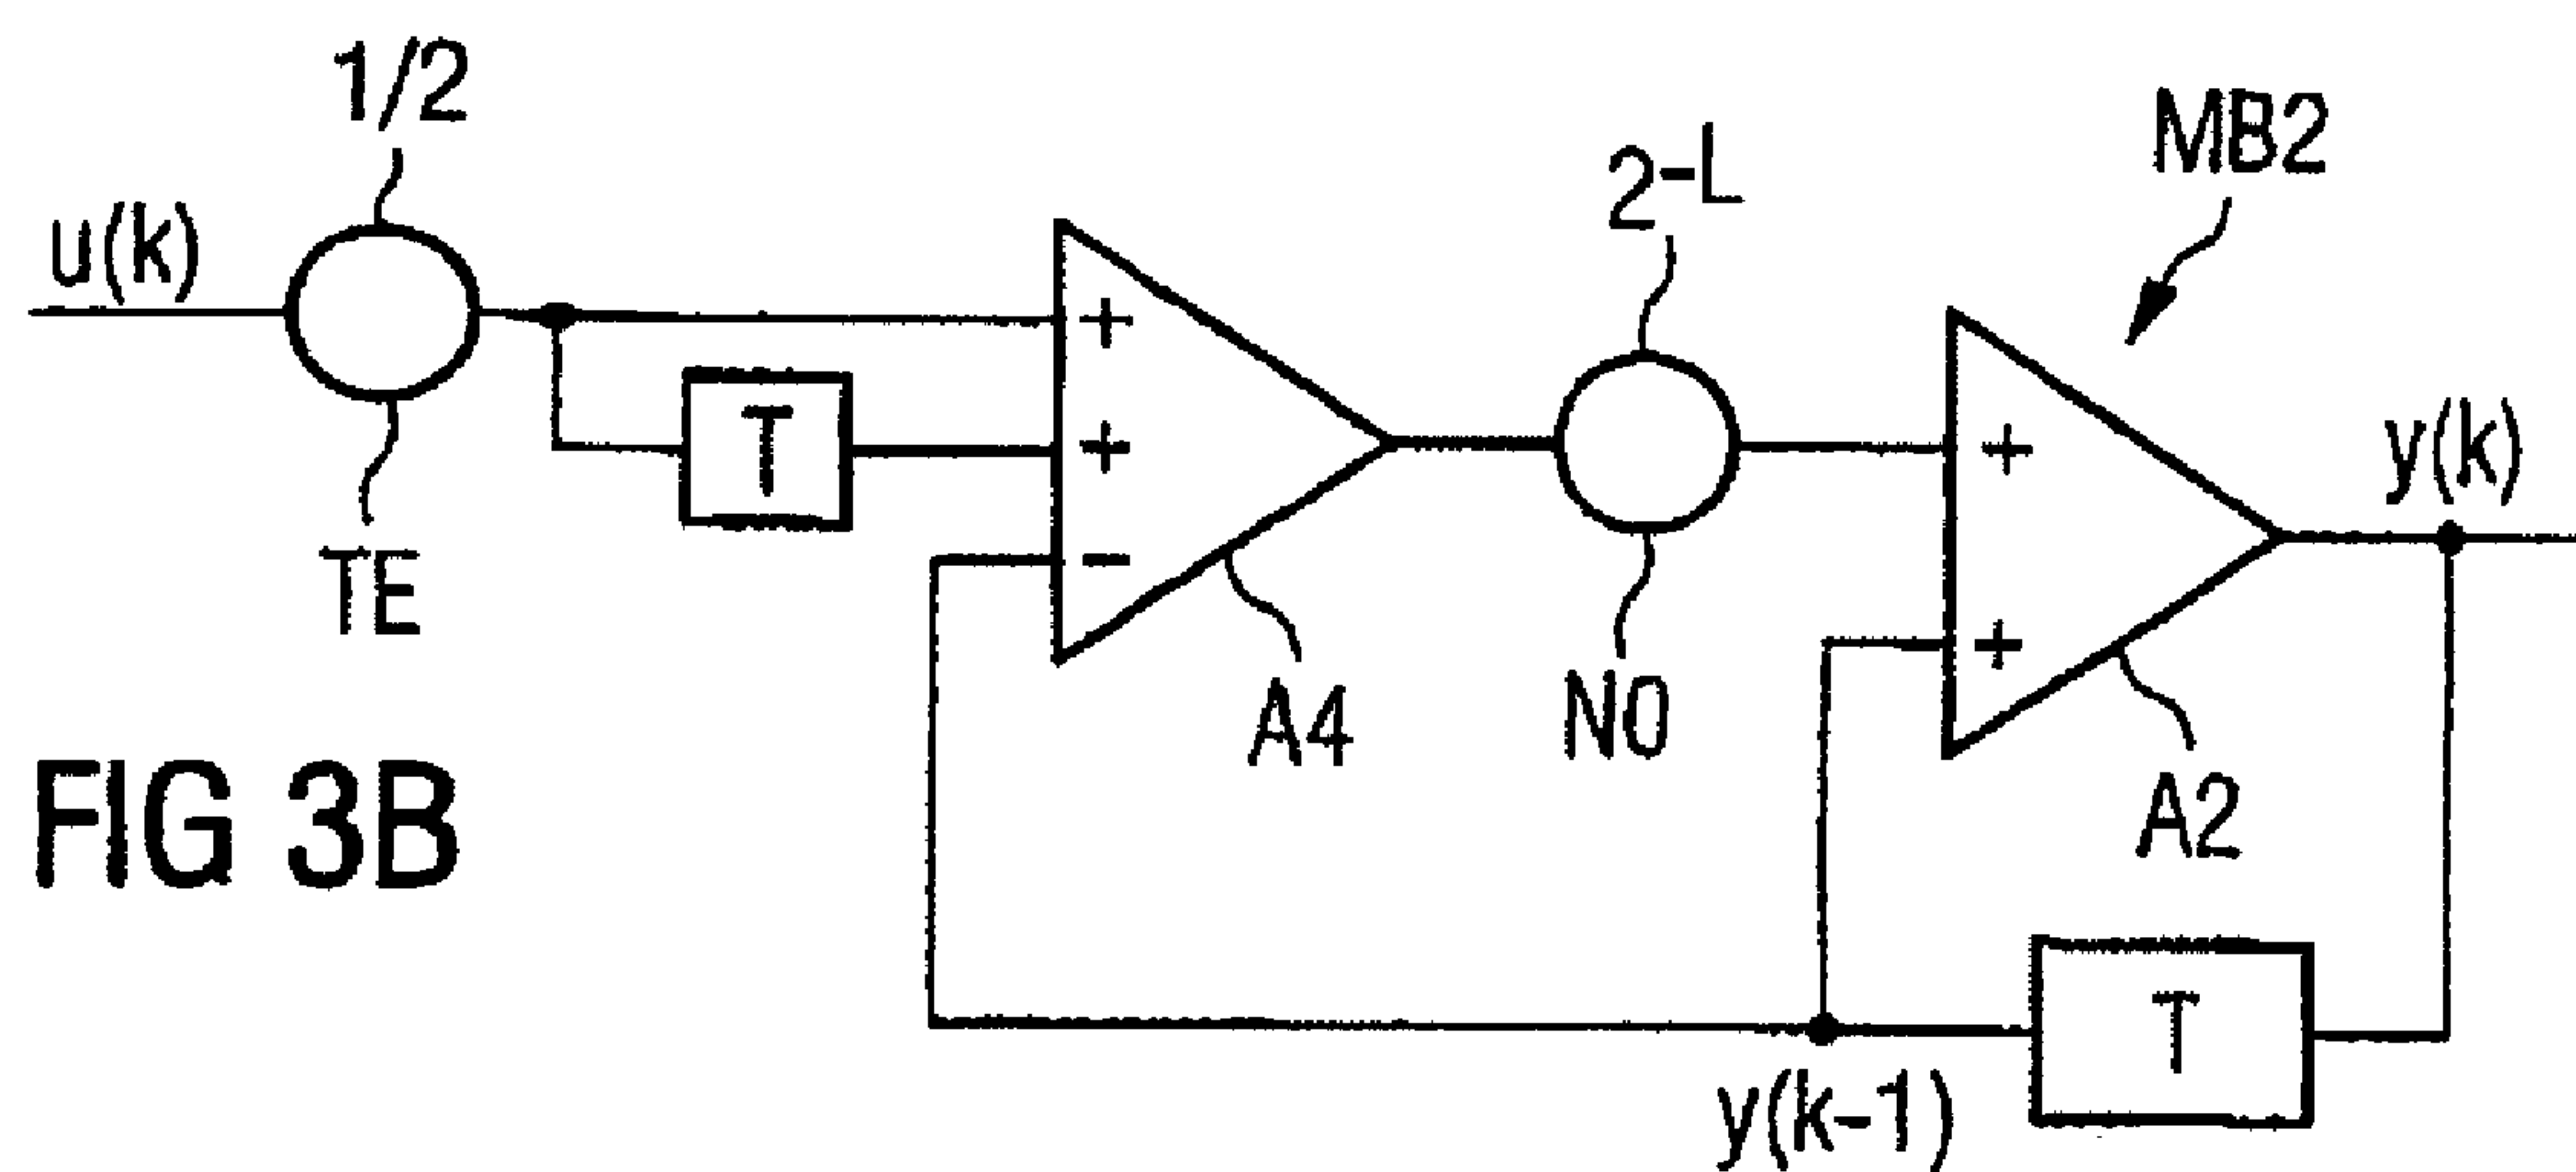 1/2
u(k)
TE
T
+
+
-
A4
2-L
N0
MB2
+
+
A2
y(k)
T
y(k-1)
FIG 3B